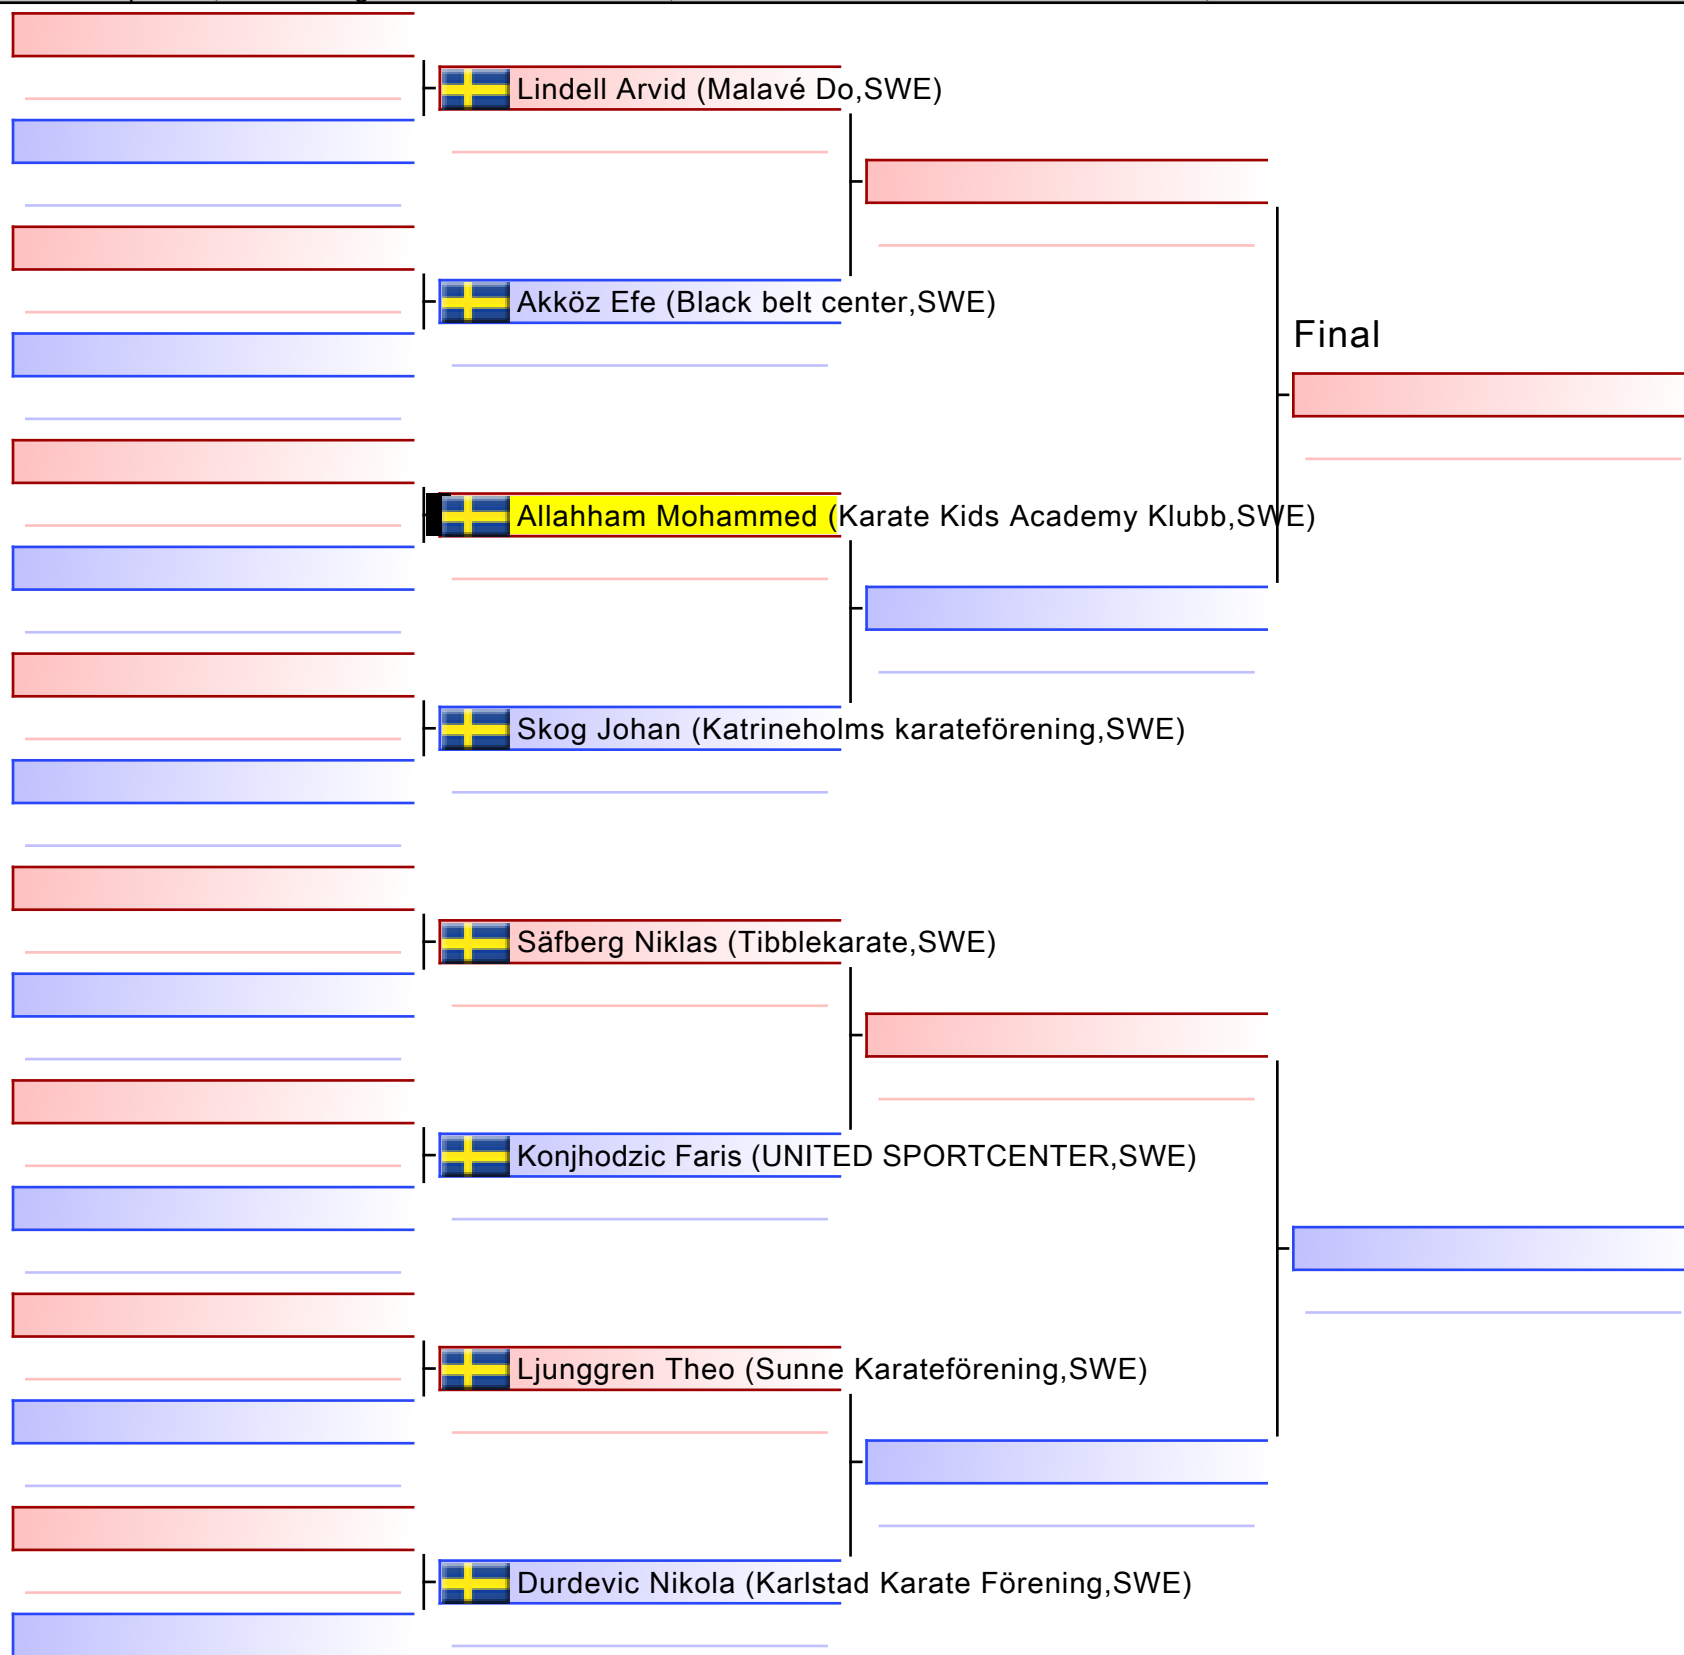 Lindell Arvid (Malavé Do,SWE)
Akköz Efe (Black belt center,SWE)
Final
Allahham Mohammed (Karate Kids Academy Klubb,SWE)
Skog Johan (Katrineholms karateförening,SWE)
Säfberg Niklas (Tibblekarate,SWE)
Konjhodzic Faris (UNITED SPORTCENTER,SWE)
Ljunggren Theo (Sunne Karateförening,SWE)
Durdevic Nikola (Karlstad Karate Förening,SWE)